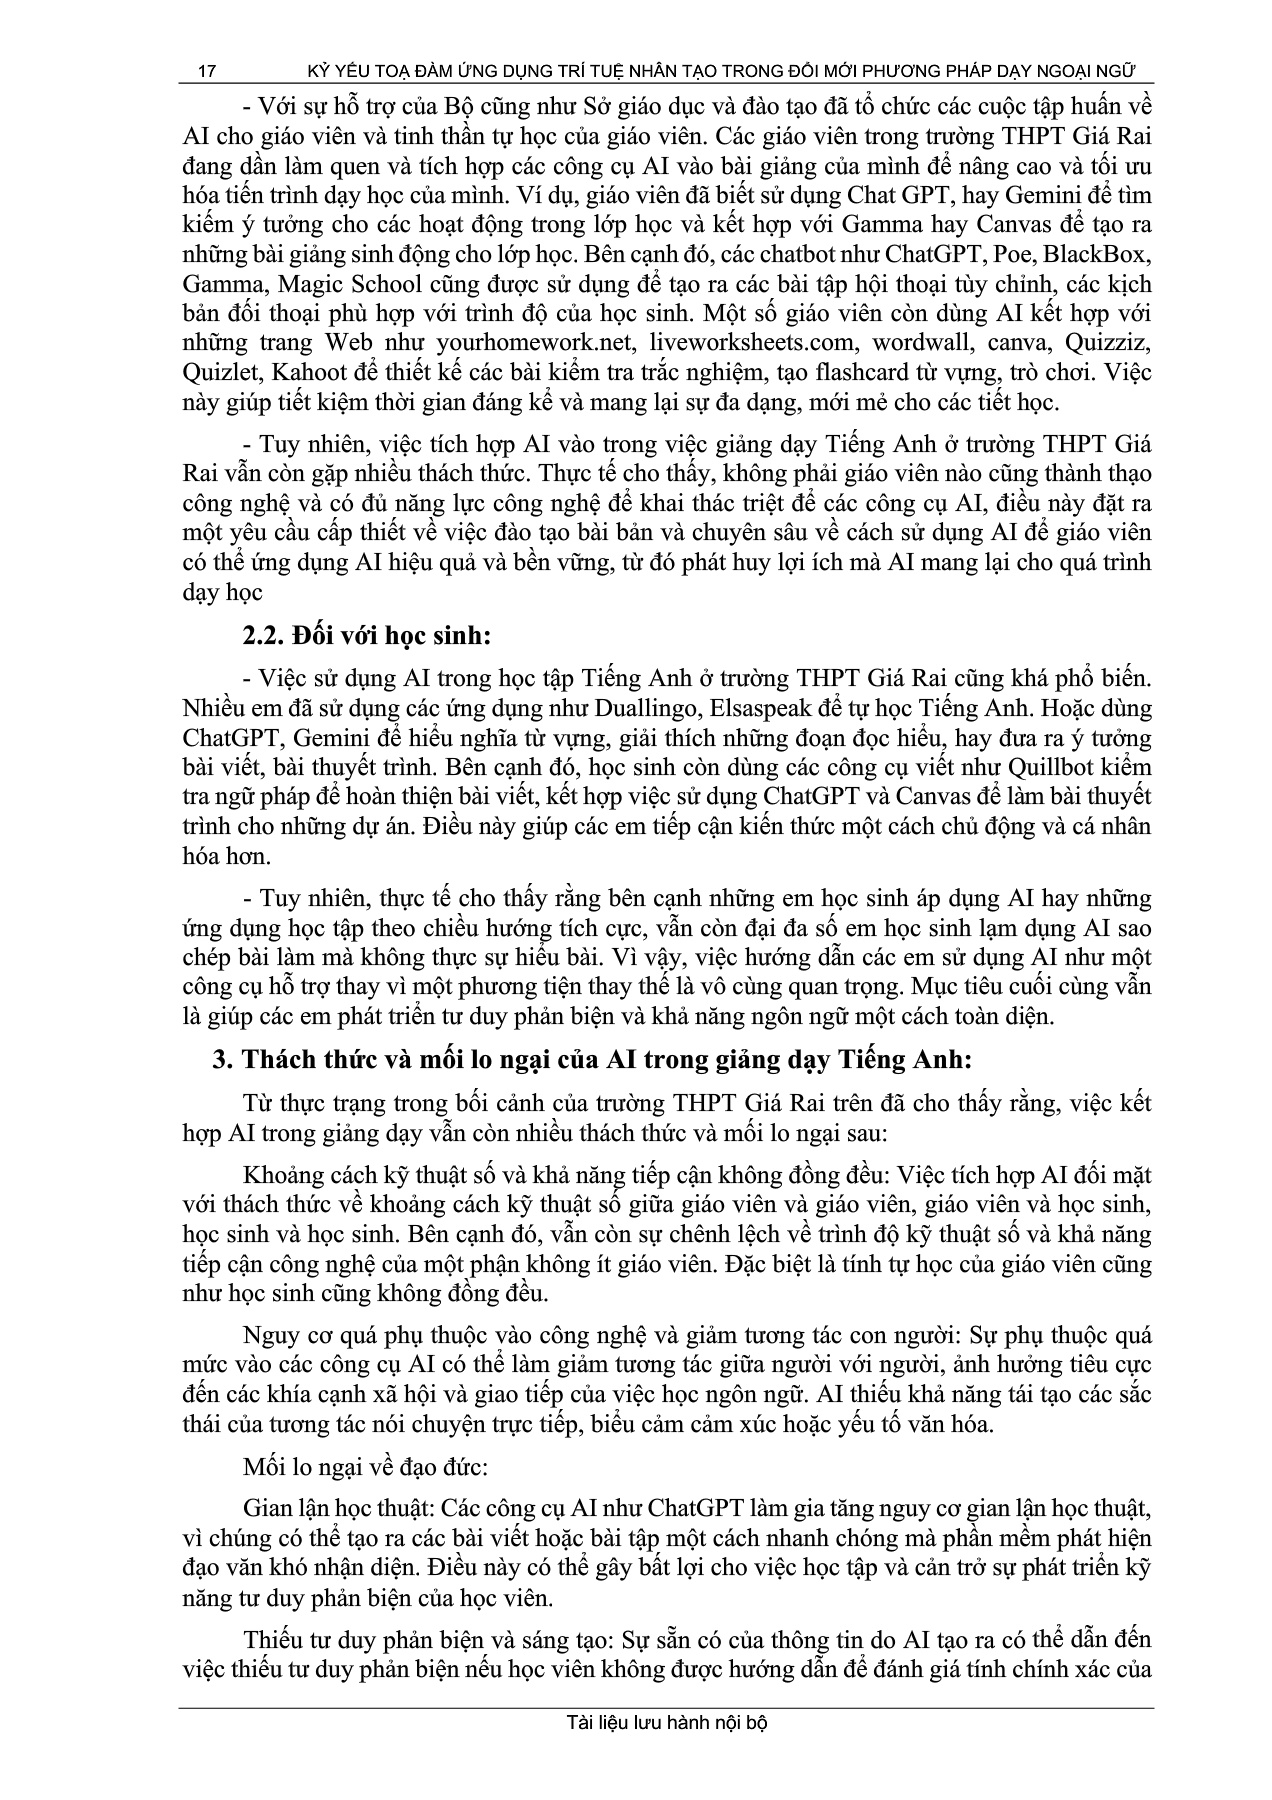 17 KỶ YẾU TOẠ ĐÀM ỨNG DỤNG TRÍ TUỆ NHÂN TẠO TRONG ĐỔI MỚI PHƯƠNG PHÁP DẠY NGOẠI NGỮ
- Với sự hỗ trợ của Bộ cũng như Sở giáo dục và đào tạo đã tổ chức các cuộc tập huấn về
AI cho giáo viên và tinh thần tự học của giáo viên. Các giáo viên trong trường THPT Giá Rai
đang dần làm quen và tích hợp các công cụ AI vào bài giảng của mình để nâng cao và tối ưu
hóa tiến trình dạy học của mình. Ví dụ, giáo viên đã biết sử dụng Chat GPT, hay Gemini để tìm
kiếm ý tưởng cho các hoạt động trong lớp học và kết hợp với Gamma hay Canvas để tạo ra
những bài giảng sinh động cho lớp học. Bên cạnh đó, các chatbot như ChatGPT, Poe, BlackBox,
Gamma, Magic School cũng được sử dụng để tạo ra các bài tập hội thoại tùy chỉnh, các kịch
bản đối thoại phù hợp với trình độ của học sinh. Một số giáo viên còn dùng AI kết hợp với
những trang Web như yourhomework.net, liveworksheets.com, wordwall, canva, Quizziz,
Quizlet, Kahoot để thiết kế các bài kiểm tra trắc nghiệm, tạo flashcard từ vựng, trò chơi. Việc
này giúp tiết kiệm thời gian đáng kể và mang lại sự đa dạng, mới mẻ cho các tiết học.
- Tuy nhiên, việc tích hợp AI vào trong việc giảng dạy Tiếng Anh ở trường THPT Giá
Rai vẫn còn gặp nhiều thách thức. Thực tế cho thấy, không phải giáo viên nào cũng thành thạo
công nghệ và có đủ năng lực công nghệ để khai thác triệt để các công cụ AI, điều này đặt ra
một yêu cầu cấp thiết về việc đào tạo bài bản và chuyên sâu về cách sử dụng AI để giáo viên
có thể ứng dụng AI hiệu quả và bền vững, từ đó phát huy lợi ích mà AI mang lại cho quá trình
dạy học
2.2. Đối với học sinh:
- Việc sử dụng AI trong học tập Tiếng Anh ở trường THPT Giá Rai cũng khá phổ biến.
Nhiều em đã sử dụng các ứng dụng như Duallingo, Elsaspeak để tự học Tiếng Anh. Hoặc dùng
ChatGPT, Gemini để hiểu nghĩa từ vựng, giải thích những đoạn đọc hiểu, hay đưa ra ý tưởng
bài viết, bài thuyết trình. Bên cạnh đó, học sinh còn dùng các công cụ viết như Quillbot kiểm
tra ngữ pháp để hoàn thiện bài viết, kết hợp việc sử dụng ChatGPT và Canvas để làm bài thuyết
trình cho những dự án. Điều này giúp các em tiếp cận kiến thức một cách chủ động và cá nhân
hóa hơn.
- Tuy nhiên, thực tế cho thấy rằng bên cạnh những em học sinh áp dụng AI hay những
ứng dụng học tập theo chiều hướng tích cực, vẫn còn đại đa số em học sinh lạm dụng AI sao
chép bài làm mà không thực sự hiểu bài. Vì vậy, việc hướng dẫn các em sử dụng AI như một
công cụ hỗ trợ thay vì một phương tiện thay thế là vô cùng quan trọng. Mục tiêu cuối cùng vẫn
là giúp các em phát triển tư duy phản biện và khả năng ngôn ngữ một cách toàn diện.
3. Thách thức và mối lo ngại của AI trong giảng dạy Tiếng Anh:
Từ thực trạng trong bối cảnh của trường THPT Giá Rai trên đã cho thấy rằng, việc kết
hợp AI trong giảng dạy vẫn còn nhiều thách thức và mối lo ngại sau:
Khoảng cách kỹ thuật số và khả năng tiếp cận không đồng đều: Việc tích hợp AI đối mặt
với thách thức về khoảng cách kỹ thuật số giữa giáo viên và giáo viên, giáo viên và học sinh,
học sinh và học sinh. Bên cạnh đó, vẫn còn sự chênh lệch về trình độ kỹ thuật số và khả năng
tiếp cận công nghệ của một phận không ít giáo viên. Đặc biệt là tính tự học của giáo viên cũng
như học sinh cũng không đồng đều.
Nguy cơ quá phụ thuộc vào công nghệ và giảm tương tác con người: Sự phụ thuộc quá
mức vào các công cụ AI có thể làm giảm tương tác giữa người với người, ảnh hưởng tiêu cực
đến các khía cạnh xã hội và giao tiếp của việc học ngôn ngữ. AI thiếu khả năng tái tạo các sắc
thái của tương tác nói chuyện trực tiếp, biểu cảm cảm xúc hoặc yếu tố văn hóa.
Mối lo ngại về đạo đức:
Gian lận học thuật: Các công cụ AI như ChatGPT làm gia tăng nguy cơ gian lận học thuật,
vì chúng có thể tạo ra các bài viết hoặc bài tập một cách nhanh chóng mà phần mềm phát hiện
đạo văn khó nhận diện. Điều này có thể gây bất lợi cho việc học tập và cản trở sự phát triển kỹ
năng tư duy phản biện của học viên.
Thiếu tư duy phản biện và sáng tạo: Sự sẵn có của thông tin do AI tạo ra có thể dẫn đến
việc thiếu tư duy phản biện nếu học viên không được hướng dẫn để đánh giá tính chính xác của
Tài liệu lưu hành nội bộ